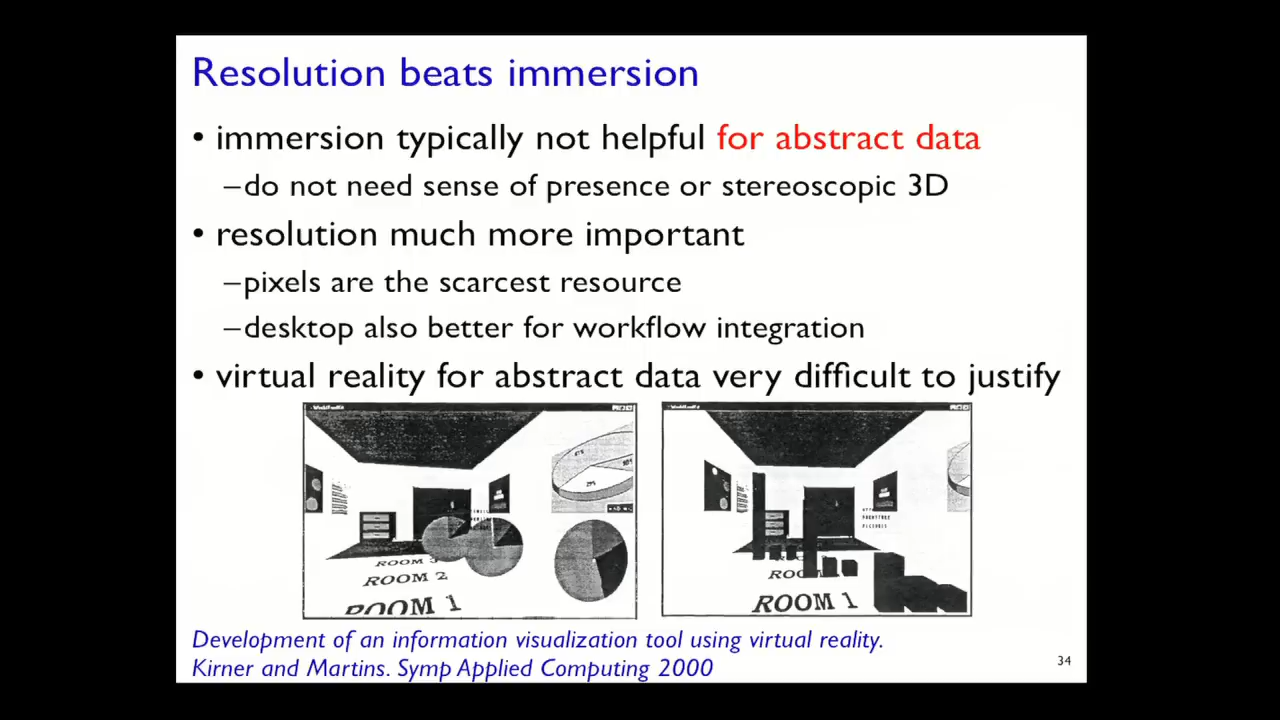 Resolution beats immersion
• immersion typically not helpful for abstract data
–do not need sense of presence or stereoscopic 3D
• resolution much more important
–pixels are the scarcest resource
–desktop also better for workflow integration
• virtual reality for abstract data very difficult to justify
ROOM 3
ROOM 2
ROOM 1
ROOM 1
Development of an information visualization tool using virtual reality.
Kirner and Martins. Symp Applied Computing 2000
34